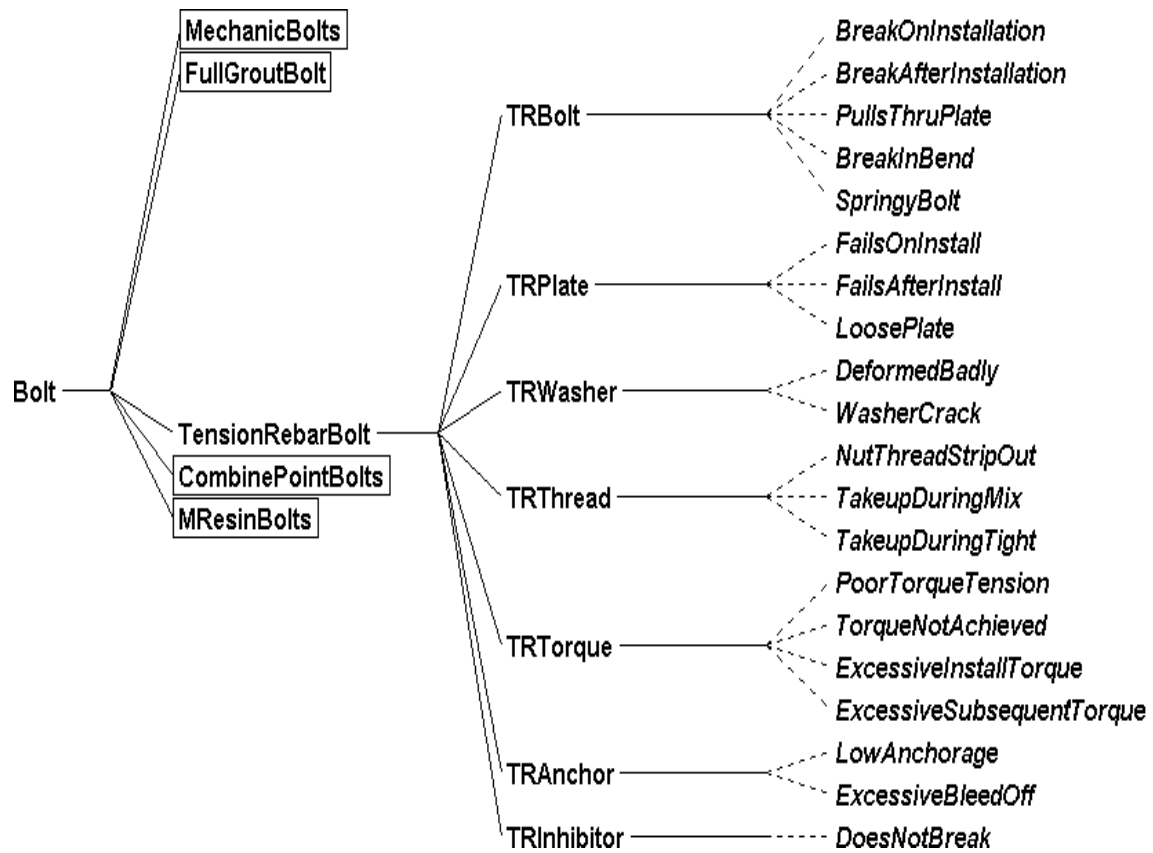 MechanicBolts
FullGroutBolt
Bolt
TensionRebarBolt
CombinePointBolts
MResinBolts
TRBolt
TRPlate
TRWasher
TRThread
TRTorque
TRAnchor
TRInhibitor
BreakOnInstallation
BreakAfterInstallation
PullsThruPlate
BreakInBend
SpringyBolt
FailsOnInstall
FailsAfterInstall
LoosePlate
DeformedBadly
WasherCrack
NutThreadStripOut
TakeupDuringMix
TakeupDuringTight
PoorTorqueTension
TorqueNotAchieved
ExcessiveInstallTorque
ExcessiveSubsequentTorque
LowAnchorage
ExcessiveBleedOff
DoesNotBreak